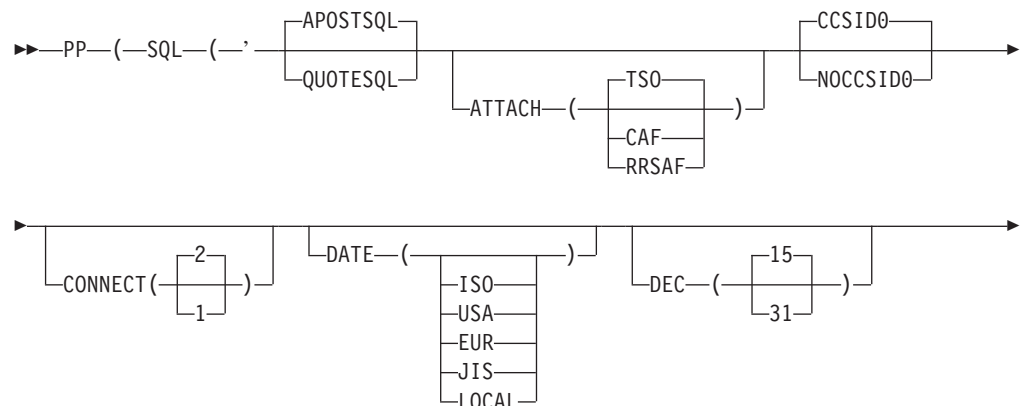 APOSTSQL CCSID0
PP ( SQL ( ’ QUOTESQL TSO NOCCSID0
ATTACH ( )
CAF
RRSAF
2 15
CONNECT( 1 ) DATE ( ) DEC ( 31 )
ISO
USA
EUR
JIS
LOCAL